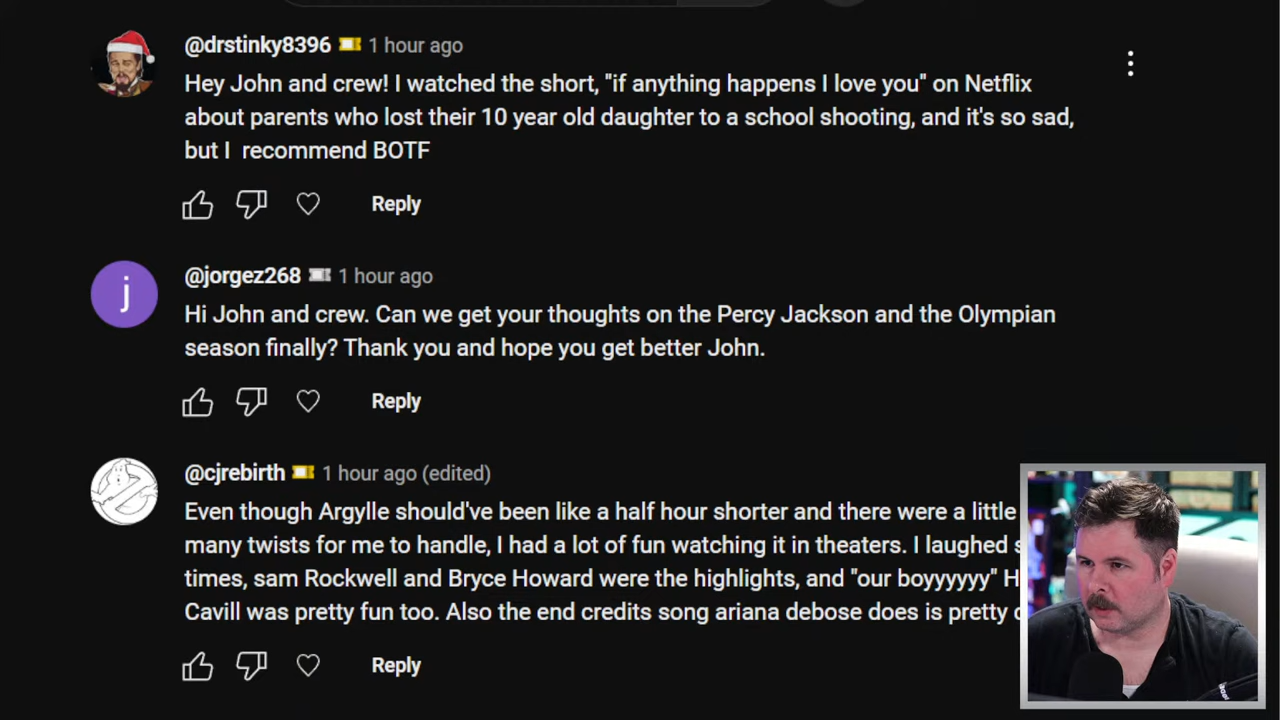 @drstinky8396 1 hour ago
Hey John and crew! I watched the short, "if anything happens I love you" on Netflix
about parents who lost their 10 year old daughter to a school shooting, and it's so sad,
but I recommend BOTF
Reply
j
@jorgez268 1 hour ago
Hi John and crew. Can we get your thoughts on the Percy Jackson and the Olympian
season finally? Thank you and hope you get better John.
Reply
@cjrebirth 1 hour ago (edited)
Even though Argylle should've been like a half hour shorter and there were a little
many twists for me to handle, I had a lot of fun watching it in theaters. I laughed
times, sam Rockwell and Bryce Howard were the highlights, and "our boyyyyyy" H
Cavill was pretty fun too. Also the end credits song ariana debose does is pretty
Reply